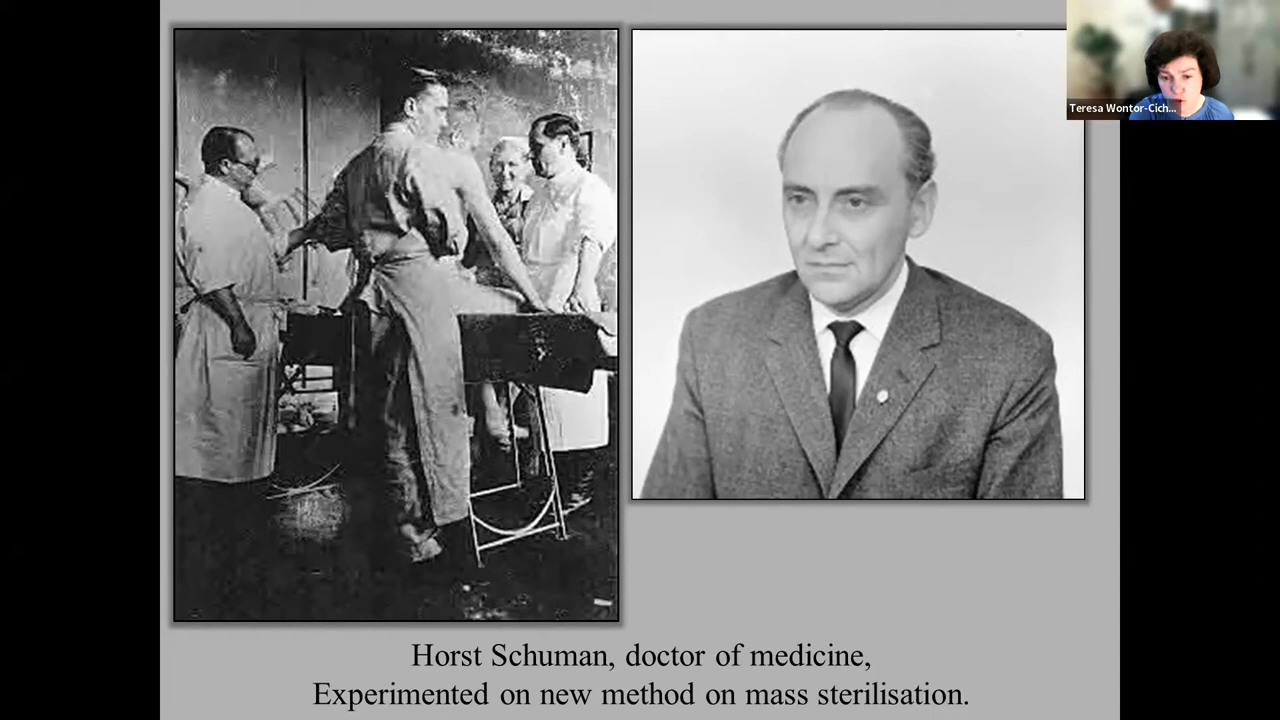 Teresa Wontor-Cich...
Horst Schuman, doctor of medicine,
Experimented on new method on mass sterilisation.